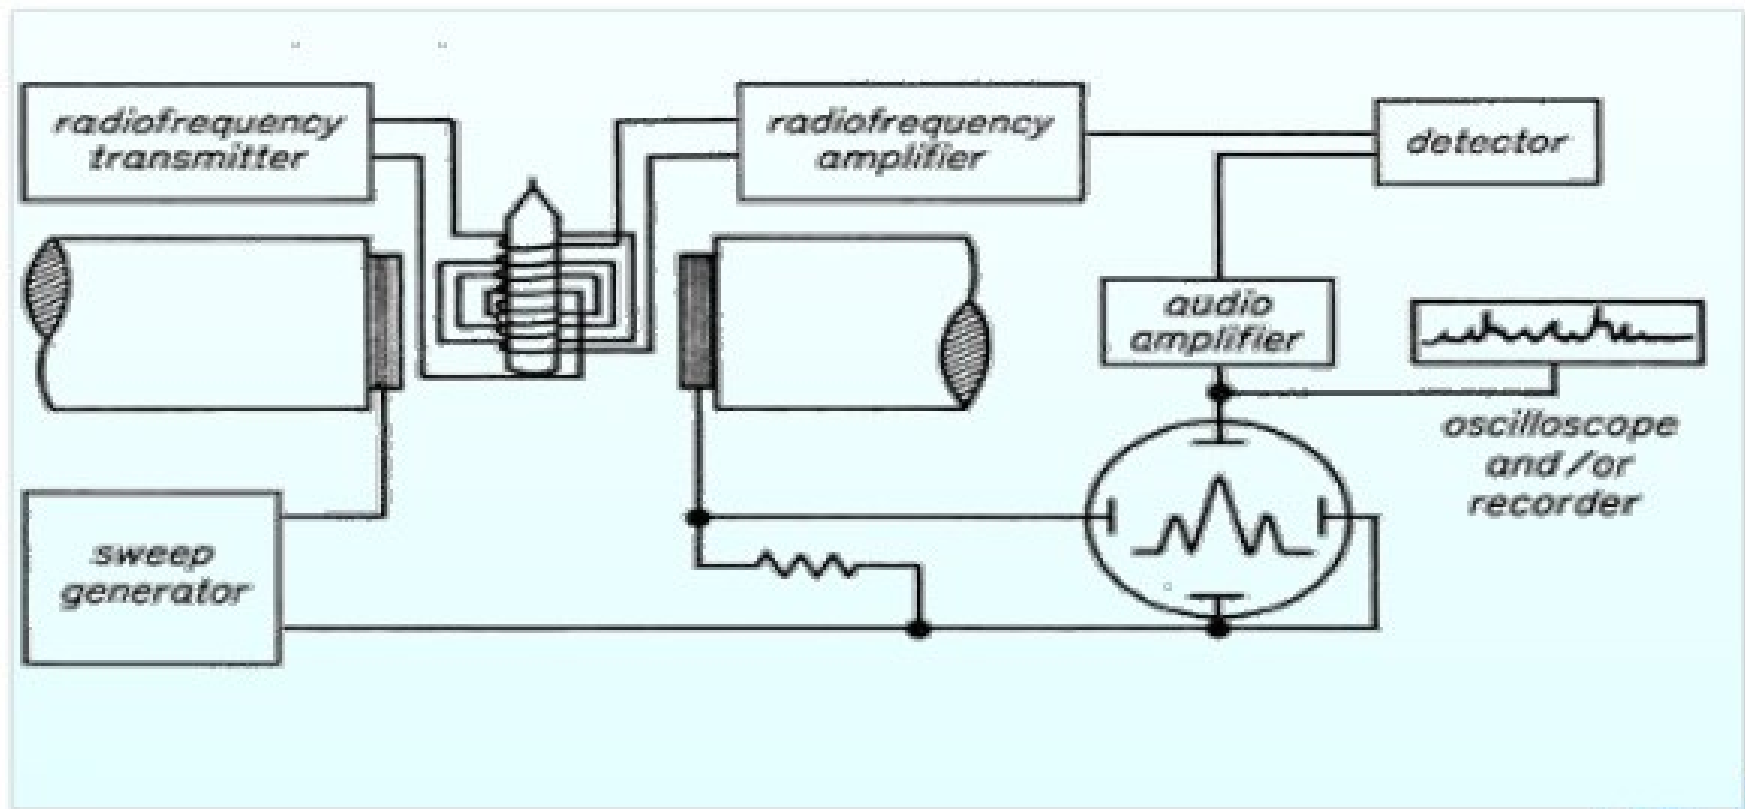 radiofrequency
transmitter
radiofrequency
amplifier
detector
audio
amplifier
oscilloscope
and/or
recorder
sweep
generator